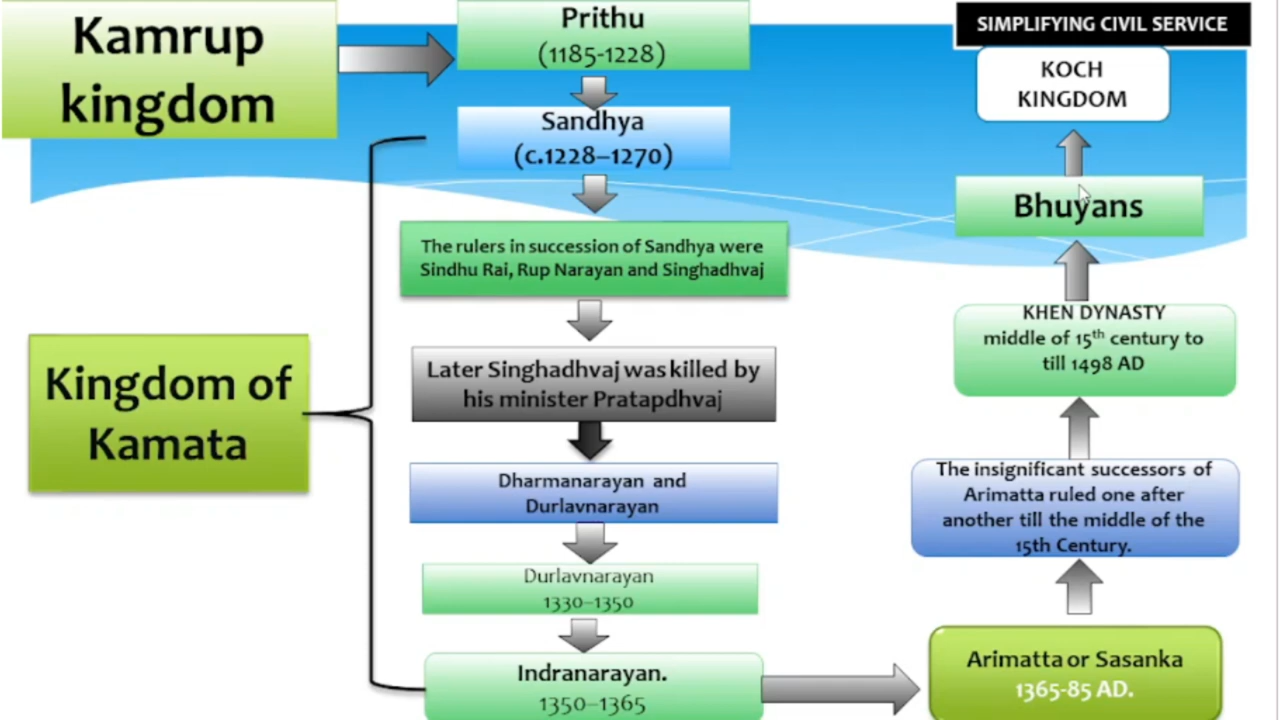 Kamrup
kingdom
Prithu
(1185-1228)
Sandhya
(c.1228–1270)
The rulers in succession of Sandhya were
Sindhu Rai, Rup Narayan and Singhadhvaj
Later Singhadhvaj was killed by
his minister Pratapdhvaj
Kingdom of
Kamata
Dharmanarayan and
Durlavnarayan
Durlavnarayan
1330–1350
Indranarayan.
1350–1365
Arimatta or Sasanka
1365-85 AD.
The insignificant successors of
Arimatta ruled one after
another till the middle of the
15th Century.
KHEN DYNASTY
middle of 15th century to
till 1498 AD
Bhuyans
KOCH
KINGDOM
SIMPLIFYING CIVIL SERVICE